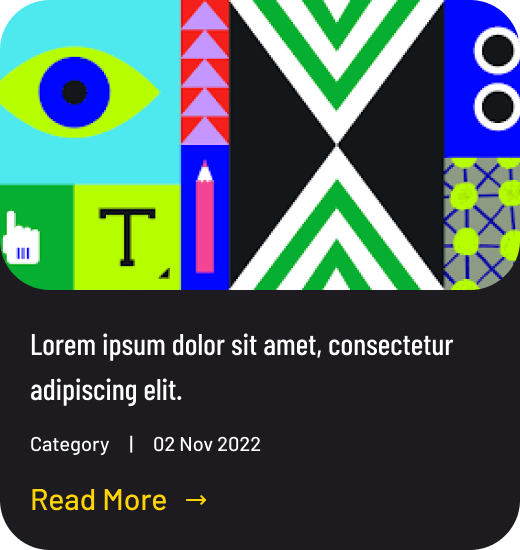 T
Lorem ipsum dolor sit amet, consectetur
adipiscing elit.
Category | 02 Nov 2022
Read More →